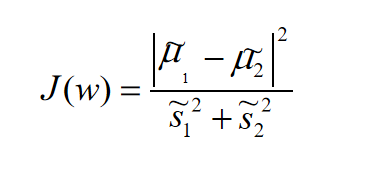 J(w) = |μ̃₁ − μ̃₂|² / (s̃₁² + s̃₂²)